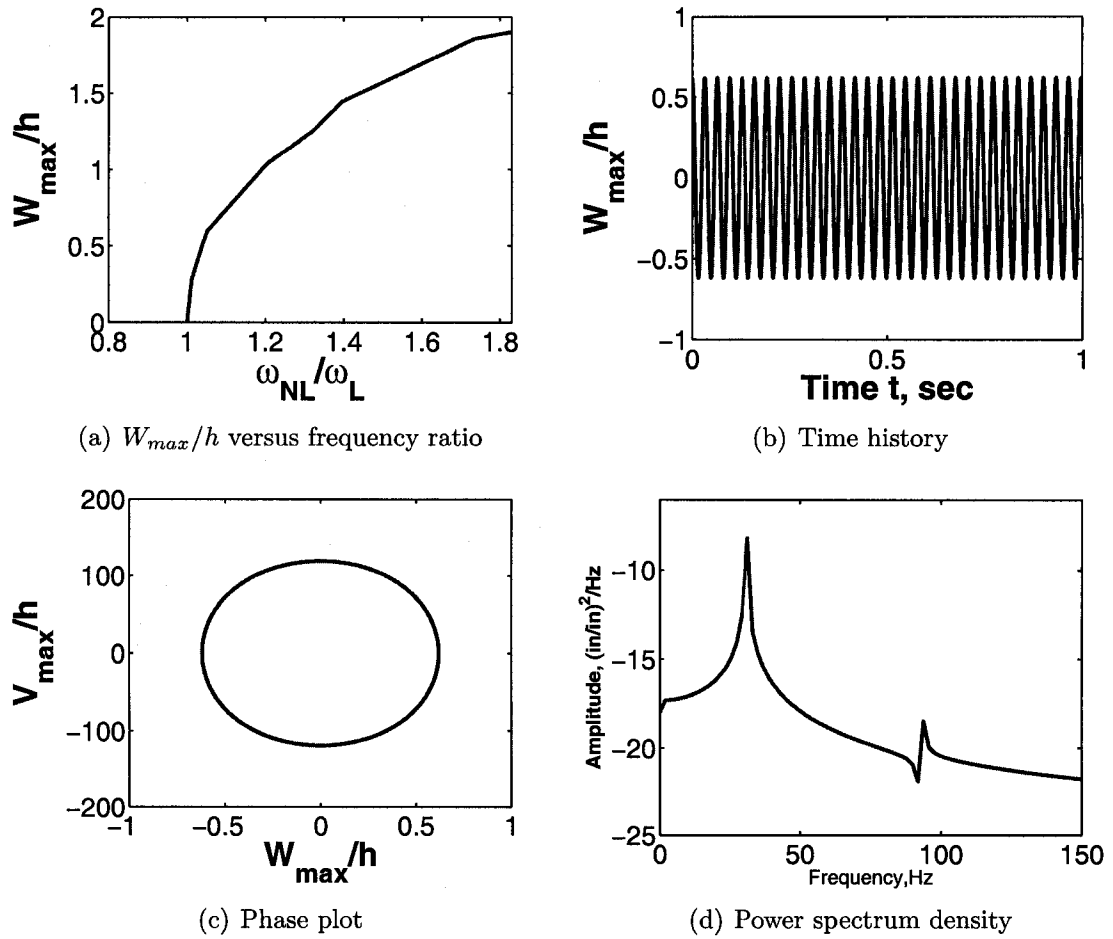 2
1.5
1
0.5
0
0.8 1 1.2 1.4 1.6 1.8
W_max/h
ω_NL/ω_L
(a) W_max/h versus frequency ratio
1
0.5
0
−0.5
−1
0 0.5 1
W_max/h
Time t, sec
(b) Time history
200
100
0
−100
−200
−1 −0.5 0 0.5 1
V_max/h
W_max/h
(c) Phase plot
−10
−15
−20
−25
0 50 100 150
Amplitude, (in/in)²/Hz
Frequency,Hz
(d) Power spectrum density